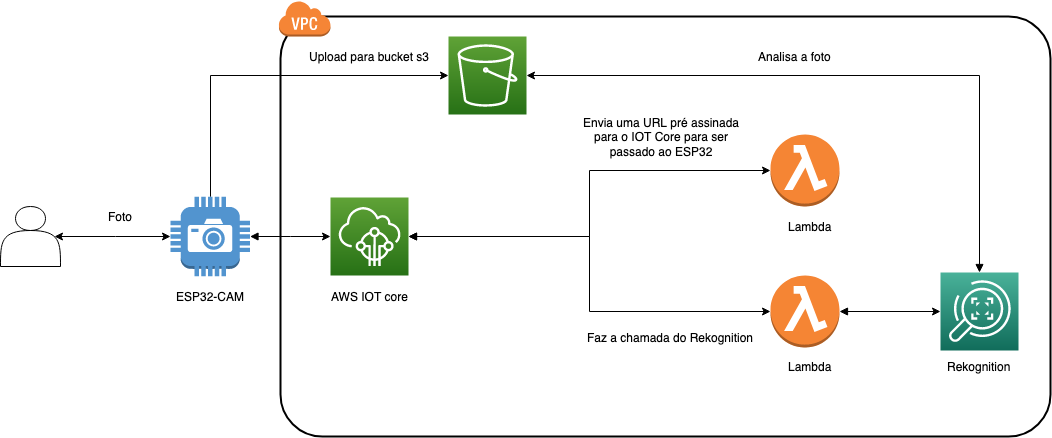 VPC
Upload para bucket s3
Analisa a foto
Envia uma URL pré assinada
para o IOT Core para ser
passado ao ESP32
Foto
Lambda
ESP32-CAM
AWS IOT core
Faz a chamada do Rekognition
Lambda
Rekognition